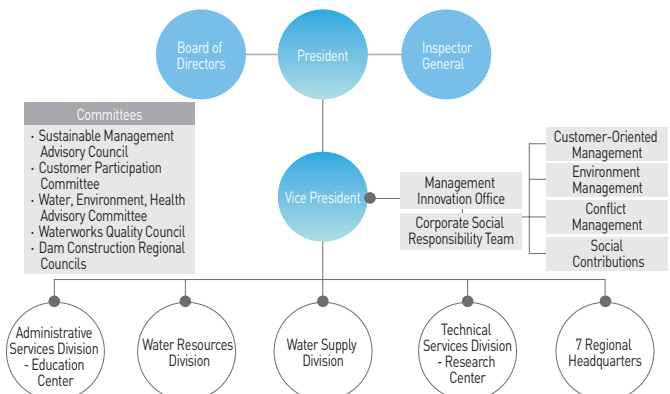 Board of
Directors
President
Inspector
General
Committees
· Sustainable Management
Advisory Council
· Customer Participation
Committee
· Water, Environment, Health
Advisory Committee
· Waterworks Quality Council
· Dam Construction Regional
Councils
Vice President
Management
Innovation Office
Corporate Social
Responsibility Team
Customer-Oriented
Management
Environment
Management
Conflict
Management
Social
Contributions
Administrative
Services Division
- Education
Center
Water Resources
Division
Water Supply
Division
Technical
Services Division
- Research
Center
7 Regional
Headquarters